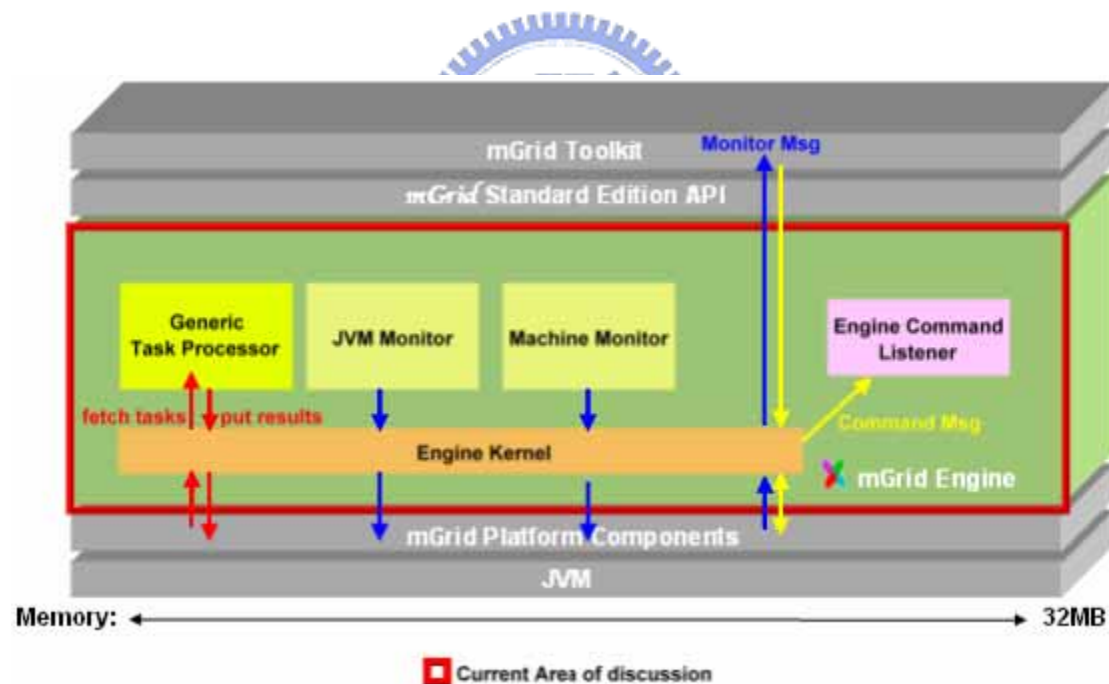 mGrid Toolkit
Monitor Msg
mGrid Standard Edition API
Generic
Task Processor
JVM Monitor
Machine Monitor
Engine Command
Listener
fetch tasks
put results
Command Msg
Engine Kernel
mGrid Engine
mGrid Platform Components
JVM
Memory:
32MB
Current Area of discussion